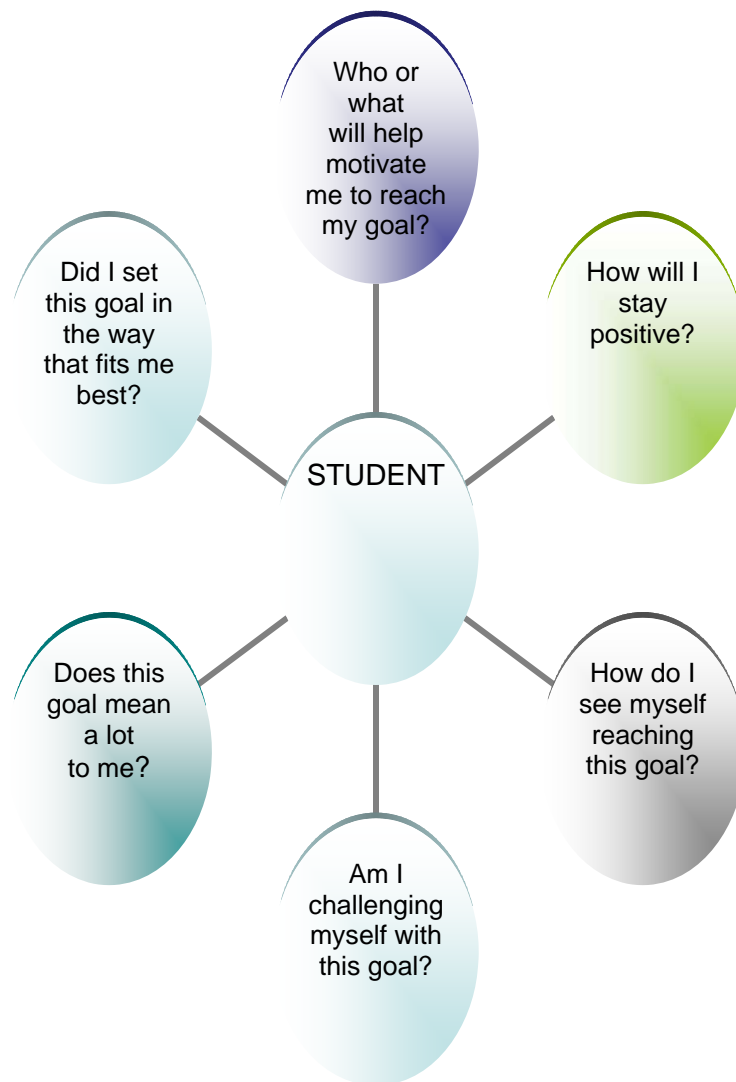 Who or
what
will help
motivate
me to reach
my goal?
Did I set
this goal in
the way
that fits me
best?
How will I
stay
positive?
STUDENT
Does this
goal mean
a lot
to me?
How do I
see myself
reaching
this goal?
Am I
challenging
myself with
this goal?